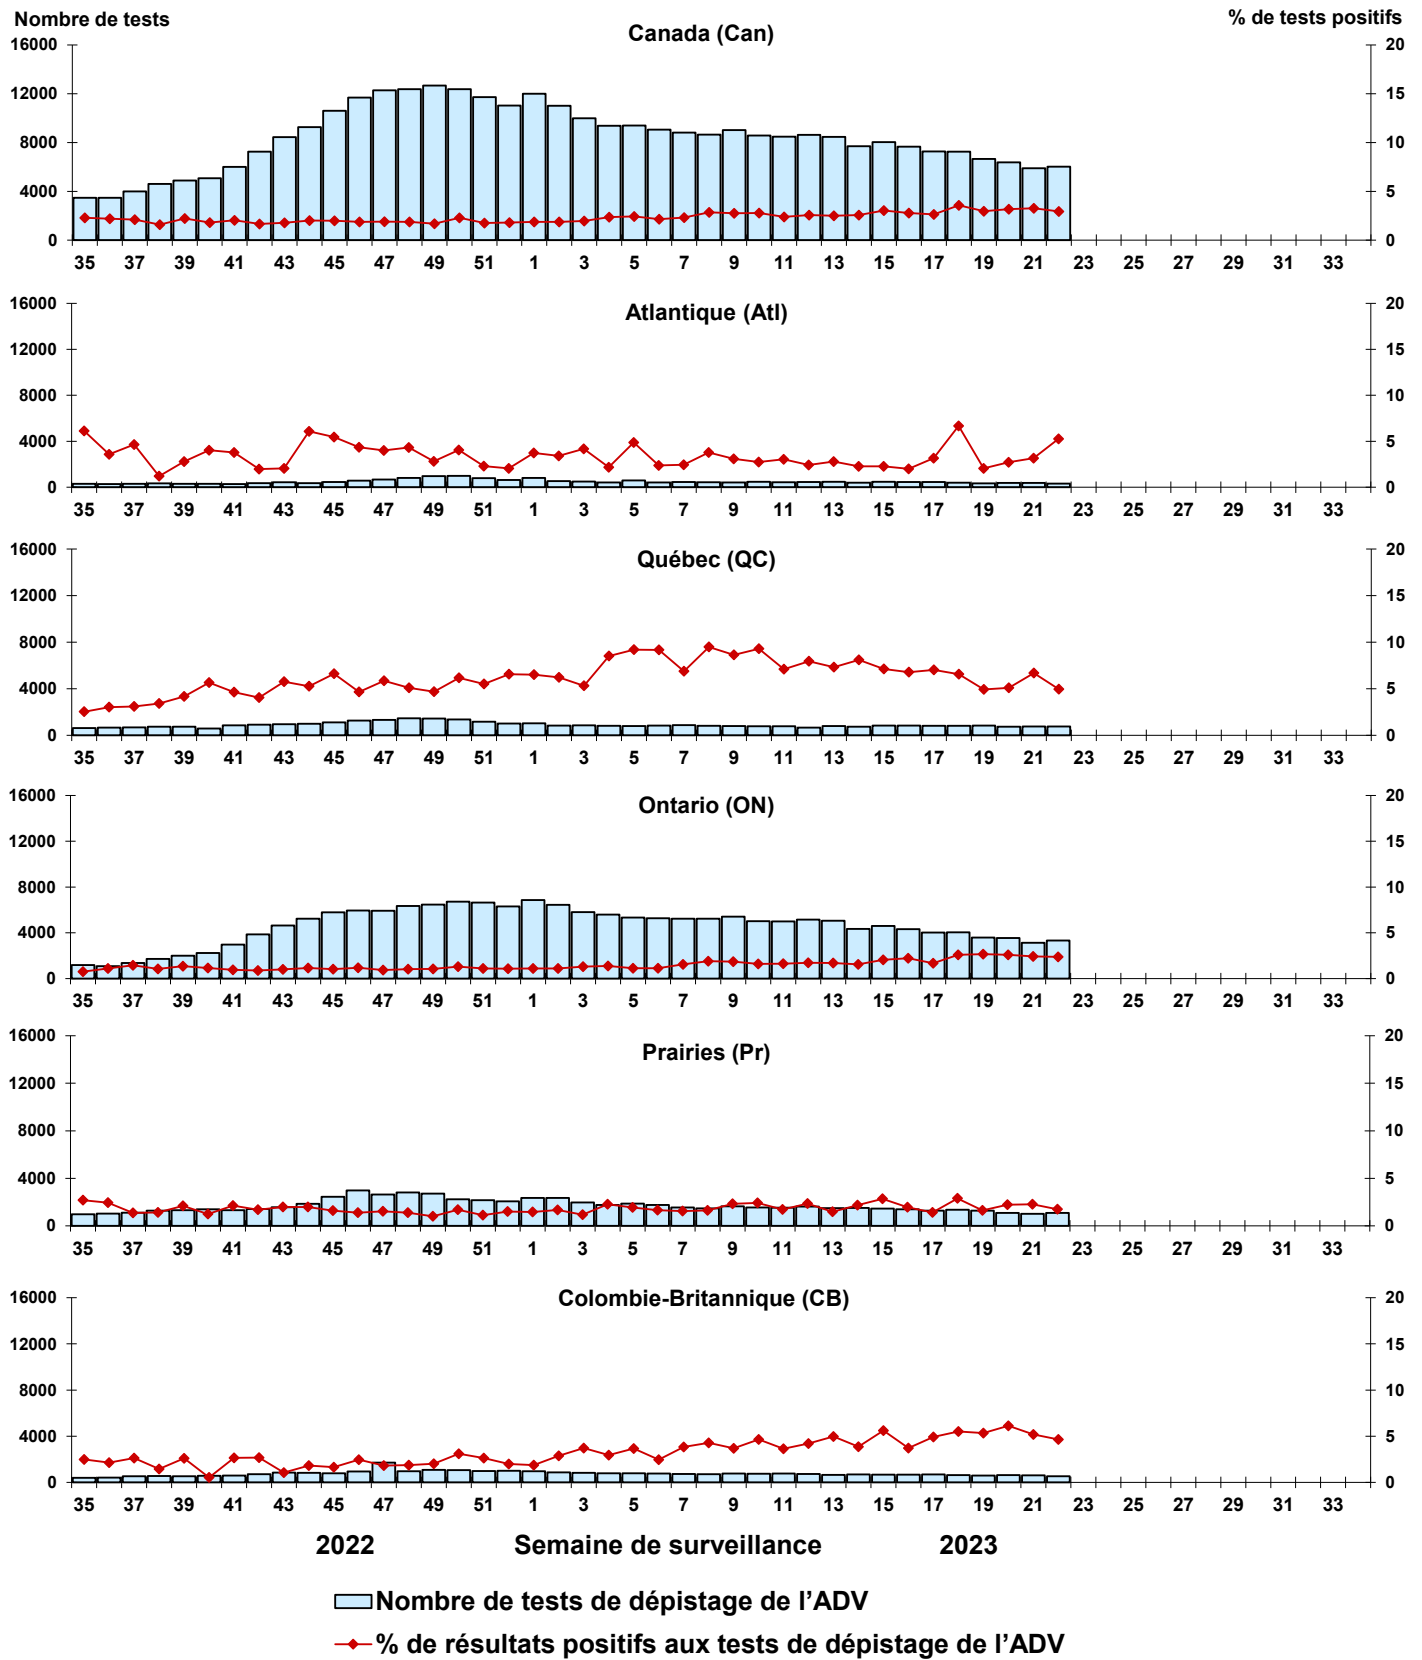 Nombre de tests % de tests positifs
Canada (Can)
16000 20
12000 15
8000 10
4000 5
0 0
35 37 39 41 43 45 47 49 51 1 3 5 7 9 11 13 15 17 19 21 23 25 27 29 31 33
Atlantique (Atl)
16000 20
12000 15
8000 10
4000 5
0 0
35 37 39 41 43 45 47 49 51 1 3 5 7 9 11 13 15 17 19 21 23 25 27 29 31 33
Québec (QC)
16000 20
12000 15
8000 10
4000 5
0 0
35 37 39 41 43 45 47 49 51 1 3 5 7 9 11 13 15 17 19 21 23 25 27 29 31 33
Ontario (ON)
16000 20
12000 15
8000 10
4000 5
0 0
35 37 39 41 43 45 47 49 51 1 3 5 7 9 11 13 15 17 19 21 23 25 27 29 31 33
Prairies (Pr)
16000 20
12000 15
8000 10
4000 5
0 0
35 37 39 41 43 45 47 49 51 1 3 5 7 9 11 13 15 17 19 21 23 25 27 29 31 33
Colombie-Britannique (CB)
16000 20
12000 15
8000 10
4000 5
0 0
35 37 39 41 43 45 47 49 51 1 3 5 7 9 11 13 15 17 19 21 23 25 27 29 31 33
2022 Semaine de surveillance 2023
Nombre de tests de dépistage de l’ADV
% de résultats positifs aux tests de dépistage de l’ADV